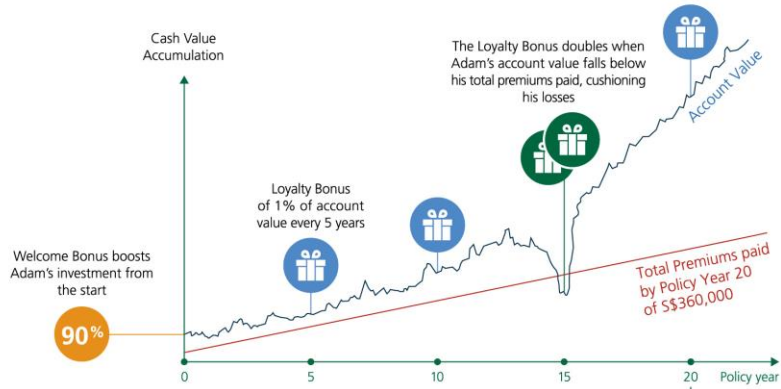 Cash Value
Accumulation
The Loyalty Bonus doubles when
Adam's account value falls below
his total premiums paid, cushioning
his losses
Account Value
Loyalty Bonus
of 1% of account
value every 5 years
Welcome Bonus boosts
Adam's investment from
the start
90%
Total Premiums paid
by Policy Year 20
of S$360,000
0
5
10
15
20
Policy year